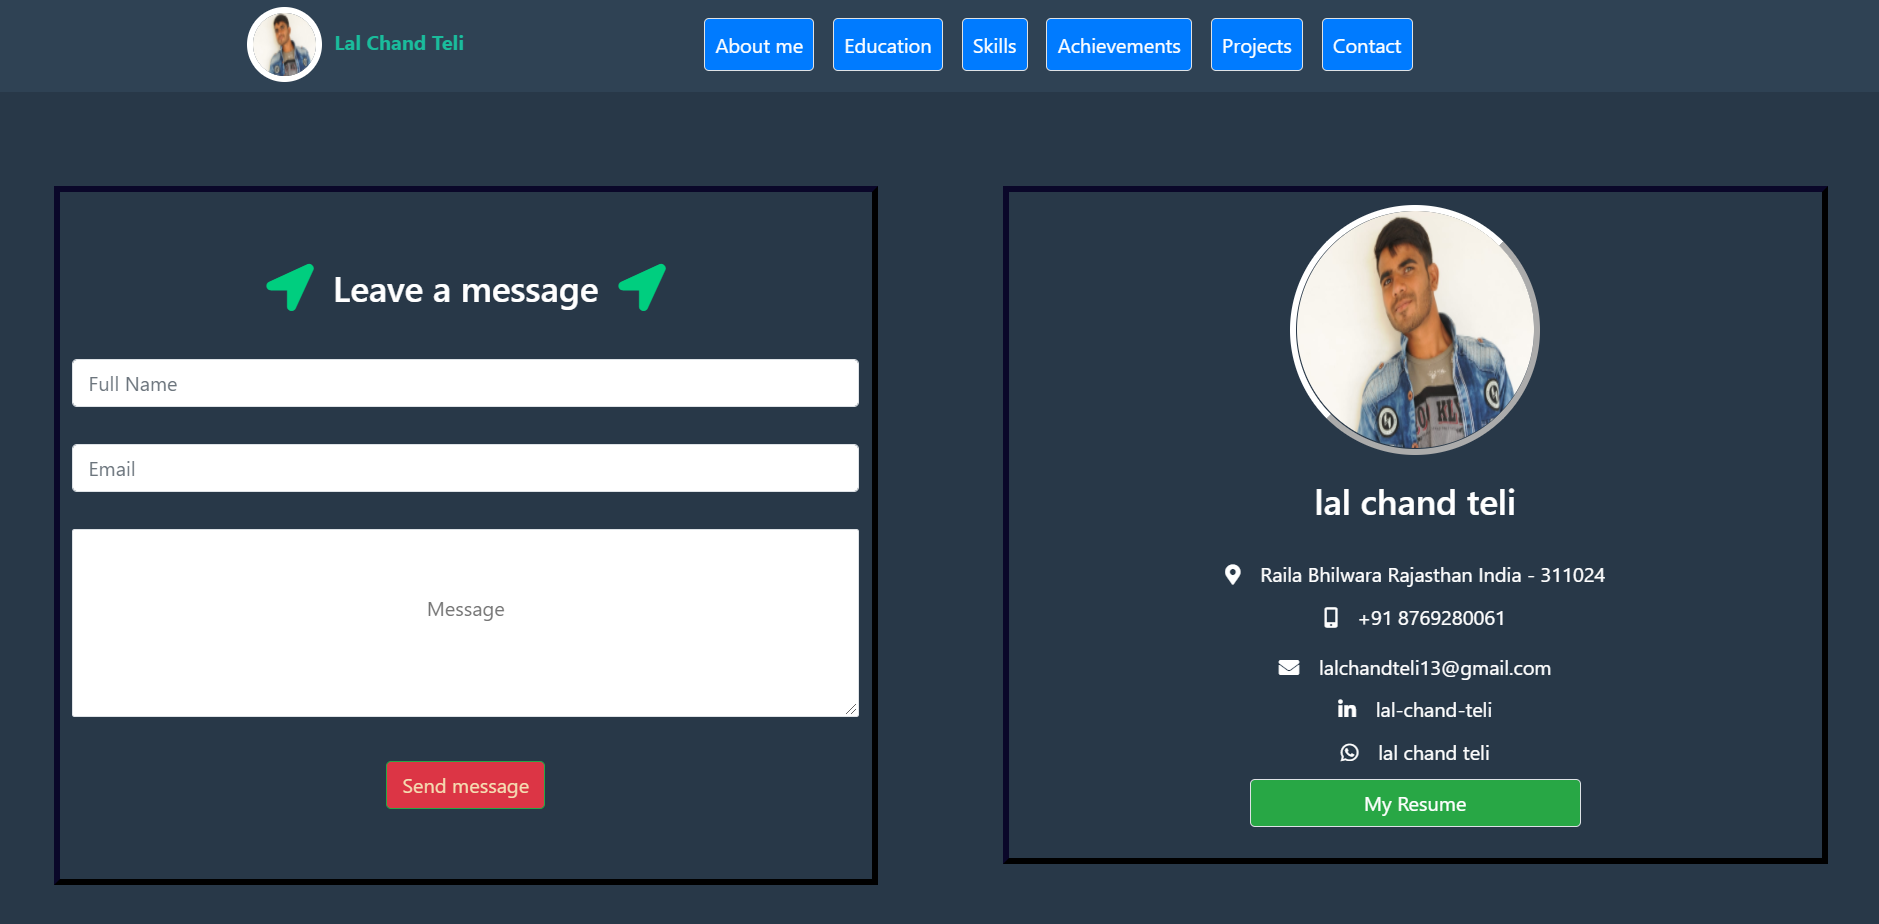 Lal Chand Teli
About me
Education
Skills
Achievements
Projects
Contact
Leave a message
Full Name
Email
Message
Send message
lal chand teli
Raila Bhilwara Rajasthan India - 311024
+91 8769280061
lalchandteli13@gmail.com
lal-chand-teli
lal chand teli
My Resume